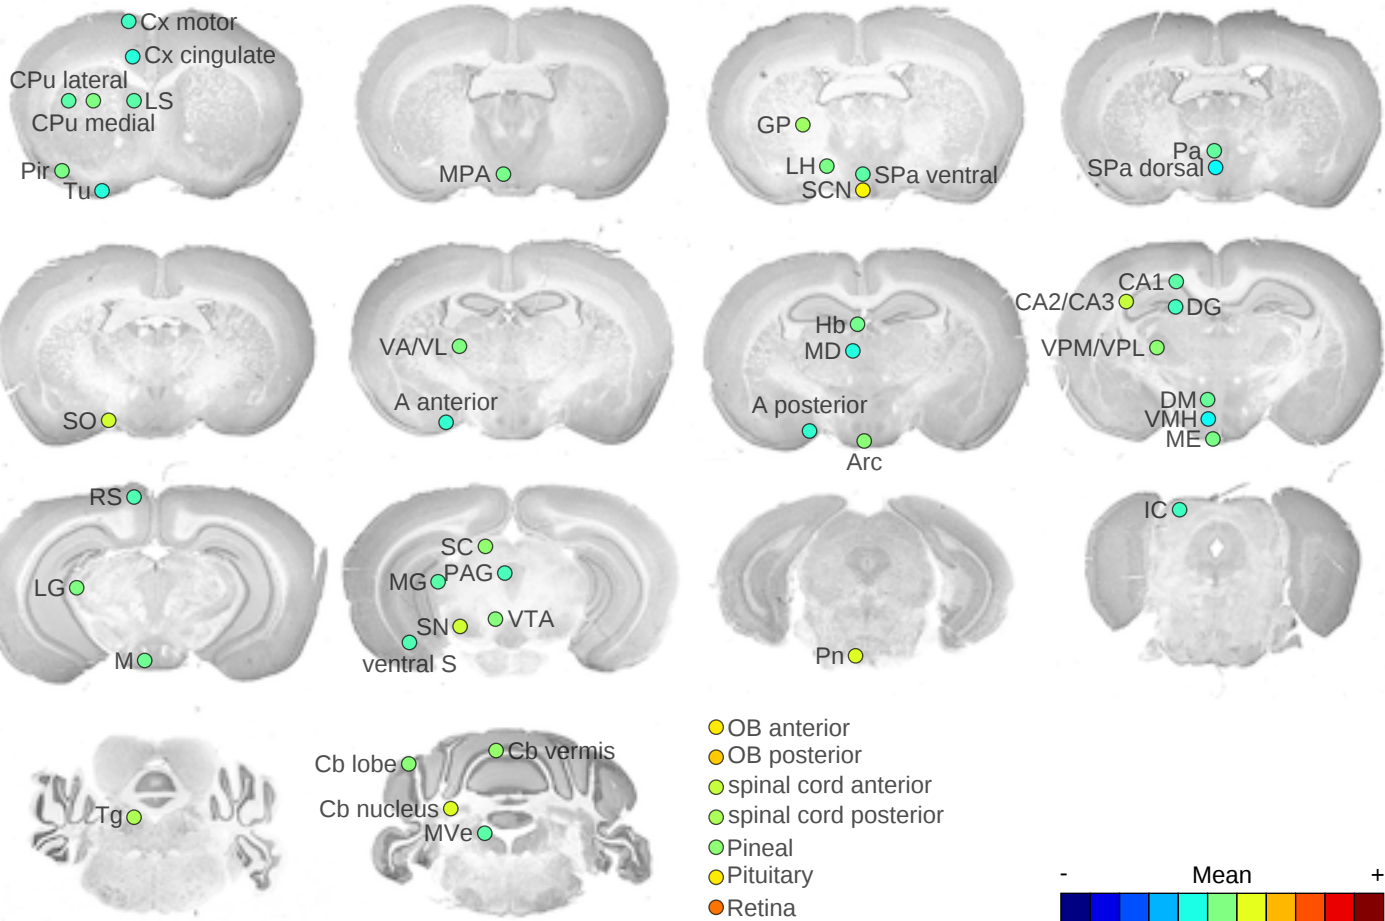 Cx motor
Cx cingulate
CPu lateral
LS
CPu medial
Pir
Tu
MPA
GP
LH
SPa ventral
SCN
Pa
SPa dorsal
SO
VA/VL
A anterior
Hb
MD
A posterior
Arc
CA1
CA2/CA3
DG
VPM/VPL
DM
VMH
ME
RS
LG
M
SC
MG PAG
SN VTA
ventral S
Pn
IC
Tg
Cb lobe
Cb vermis
Cb nucleus
MVe
OB anterior
OB posterior
spinal cord anterior
spinal cord posterior
Pineal
Pituitary
Retina
- Mean +